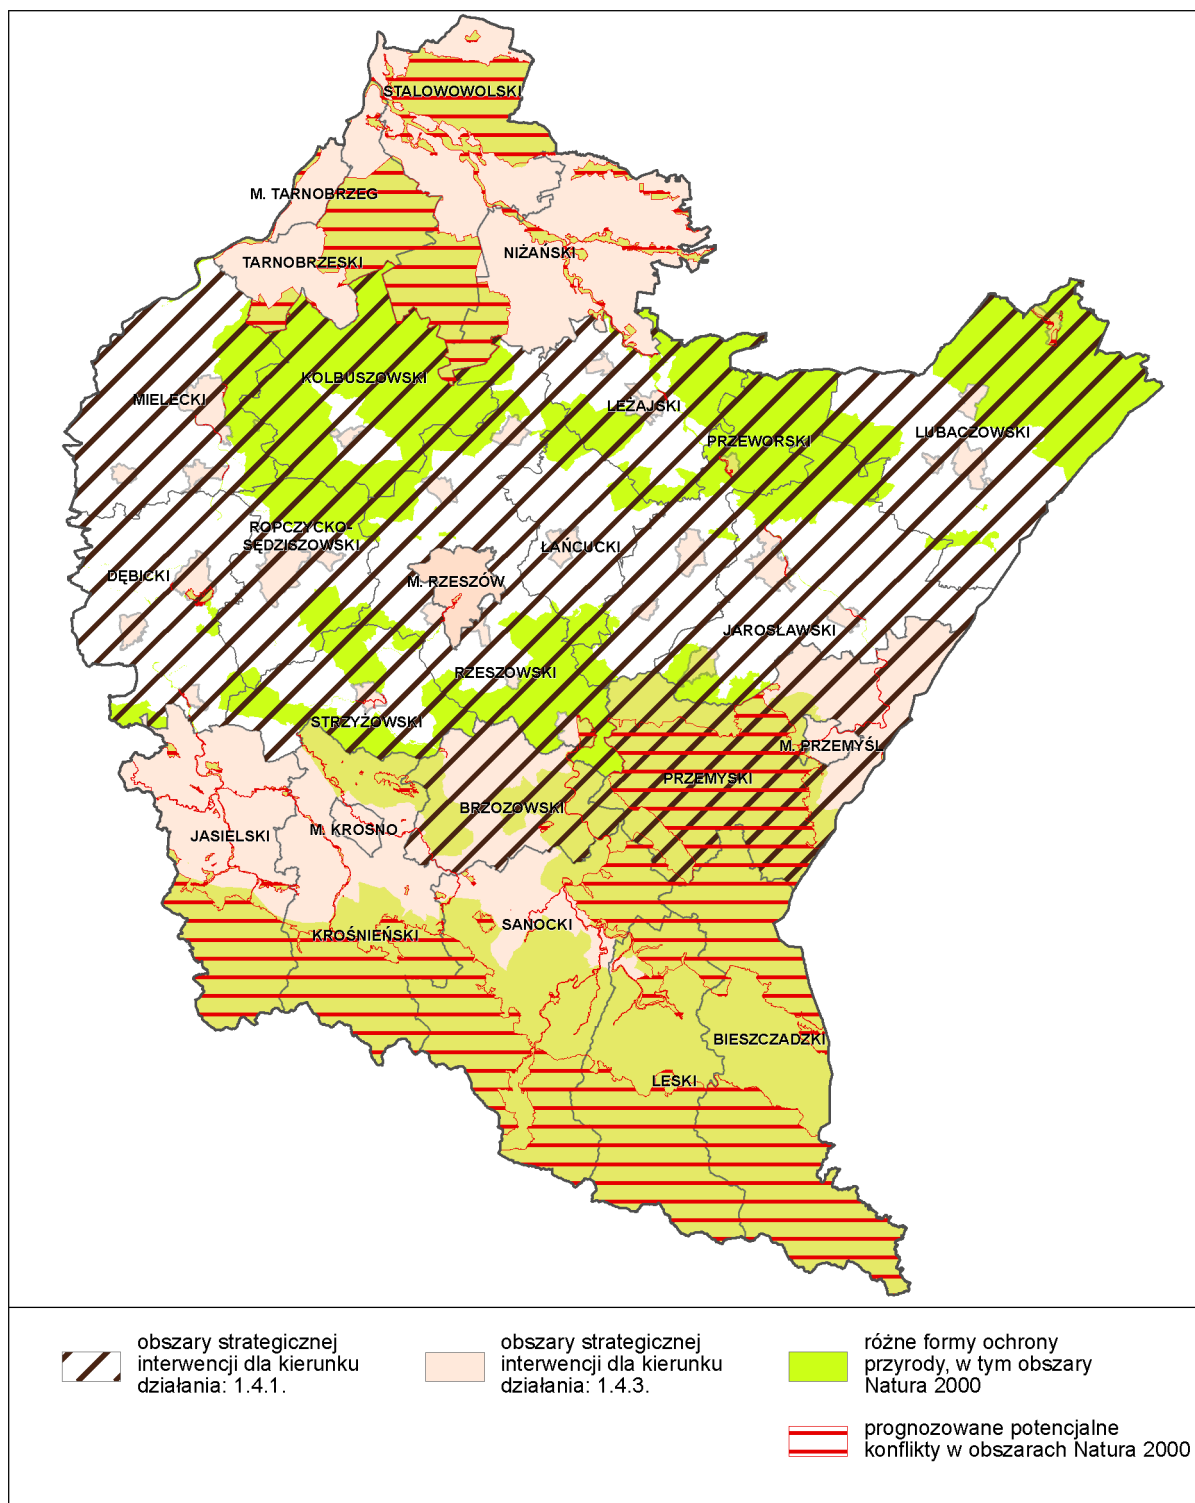 STALOWOWOLSKI
M. TARNOBRZEG
NIŻAŃSKI
TARNOBRZESKI
KOLBUSZOWSKI
MIELECKI
LEŻAJSKI
LUBACZOWSKI
PRZEWORSKI
ROPCZYCKO-
SĘDZISZOWSKI
ŁAŃCUCKI
DĘBICKI
M. RZESZÓW
JAROSŁAWSKI
RZESZOWSKI
STRZYŻOWSKI
M. PRZEMYŚL
PRZEMYSKI
BRZOZOWSKI
M. KROSNO
JASIELSKI
SANOCKI
KROŚNIEŃSKI
BIESZCZADZKI
LESKI
obszary strategicznej
interwencji dla kierunku
działania: 1.4.1.
obszary strategicznej
interwencji dla kierunku
działania: 1.4.3.
różne formy ochrony
przyrody, w tym obszary
Natura 2000
prognozowane potencjalne
konflikty w obszarach Natura 2000